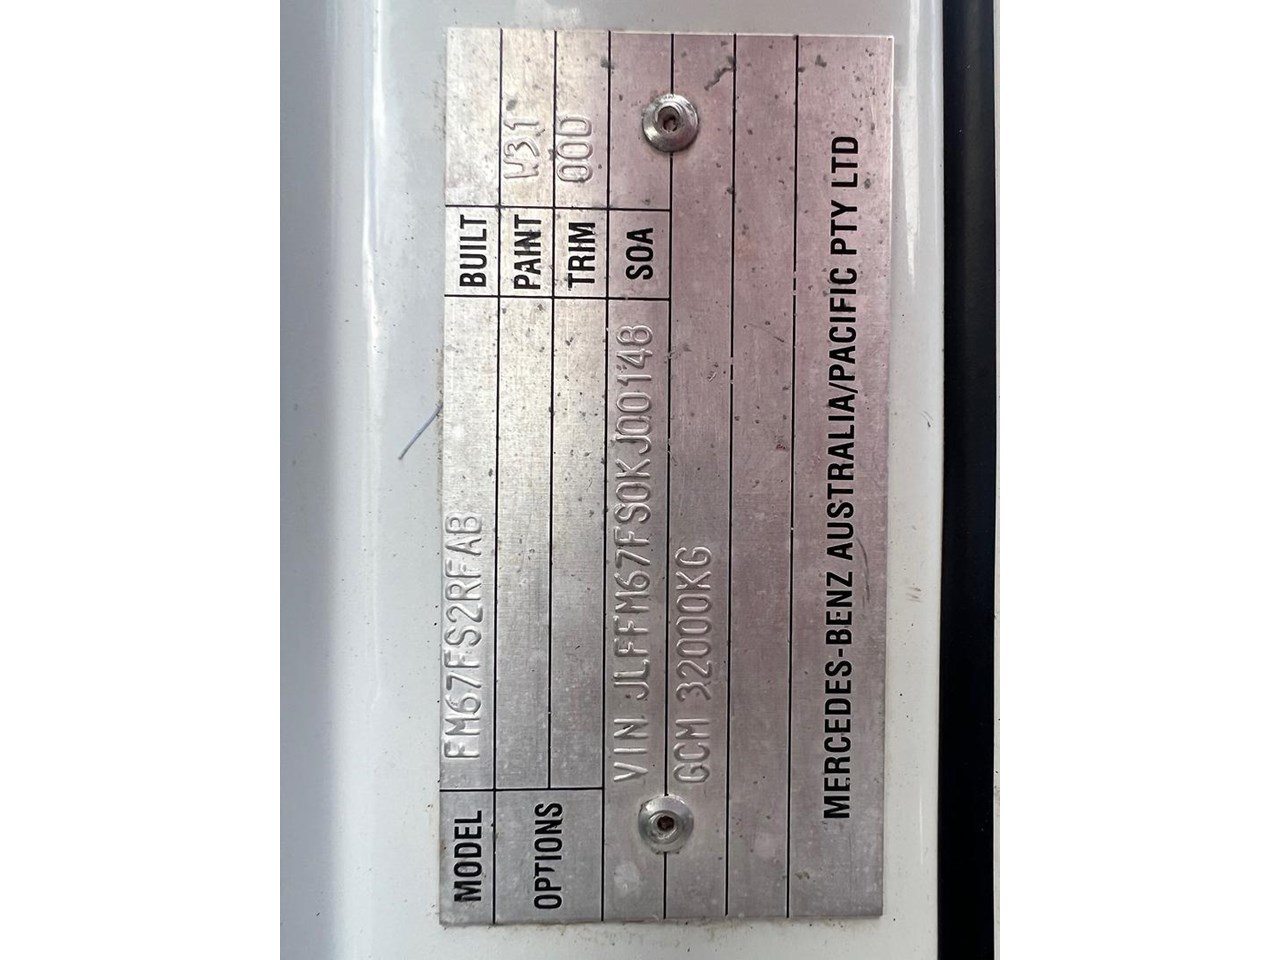 MODEL FM67FS2RFAB BUILT
OPTIONS PAINT W31
TRIM 00D
VIN JLFFM67FS0KJ00148 SOA
GCM 32000KG
MERCEDES-BENZ AUSTRALIA/PACIFIC PTY LTD